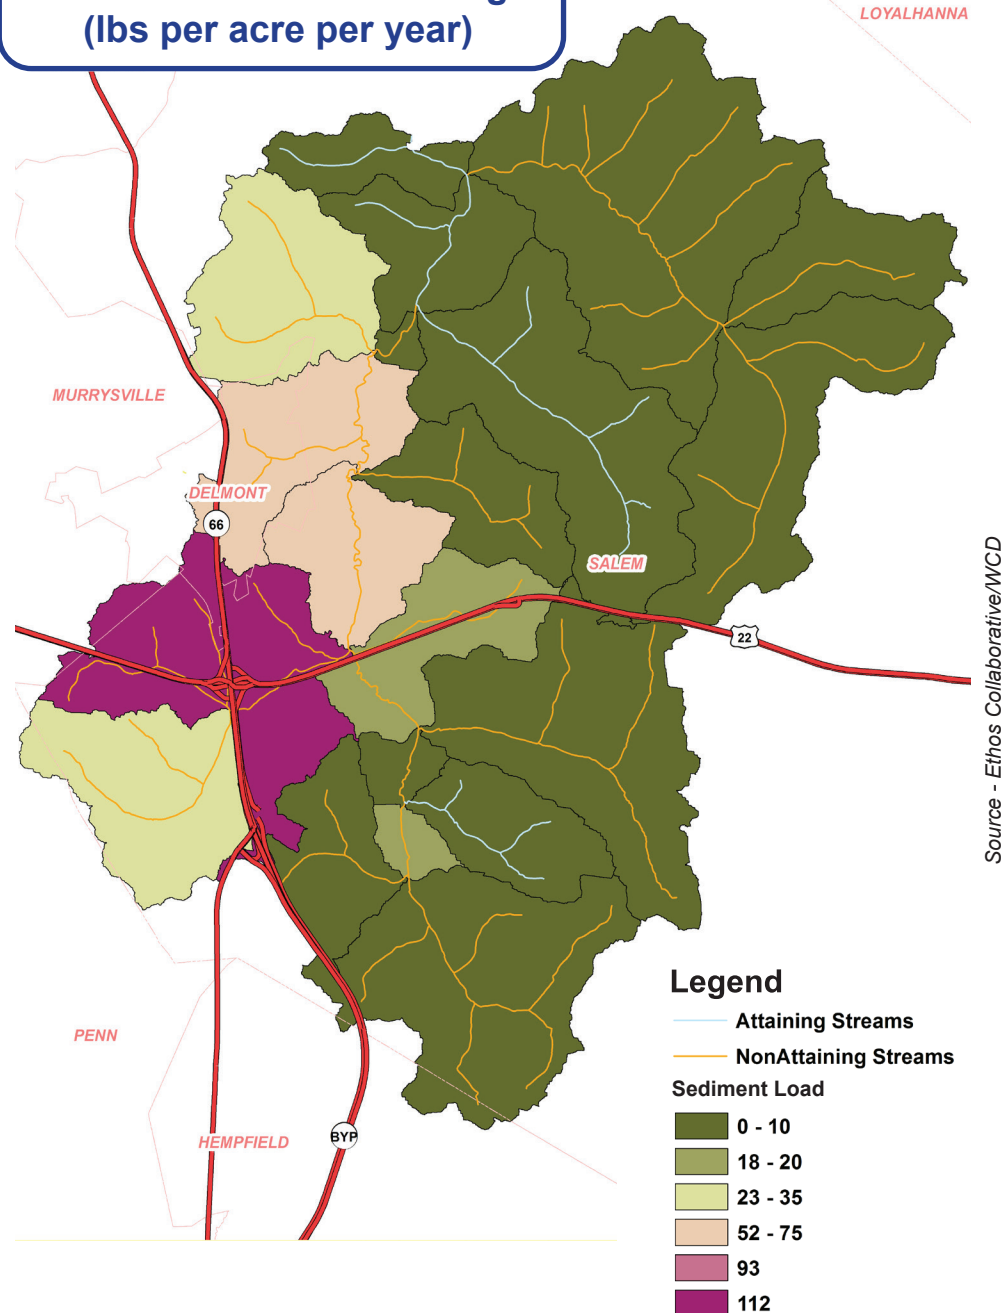 (lbs per acre per year)
LOYALHANNA
MURRYSVILLE
DELMONT
66
SALEM
22
Source - Ethos Collaborative/WCD
PENN
HEMPFIELD
BYP
Legend
Attaining Streams
NonAttaining Streams
Sediment Load
0 - 10
18 - 20
23 - 35
52 - 75
93
112